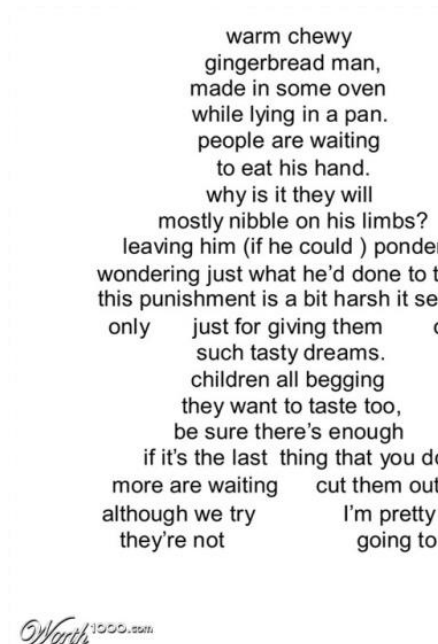 warm chewy
gingerbread man,
made in some oven
while lying in a pan.
people are waiting
to eat his hand.
why is it they will
mostly nibble on his limbs?
leaving him (if he could ) ponder
wondering just what he'd done to
this punishment is a bit harsh it
only just for giving them
such tasty dreams.
children all begging
they want to taste too,
be sure there's enough
if it's the last thing that you
more are waiting cut them out
although we try I'm pretty
they're not going to
Worth1000.com